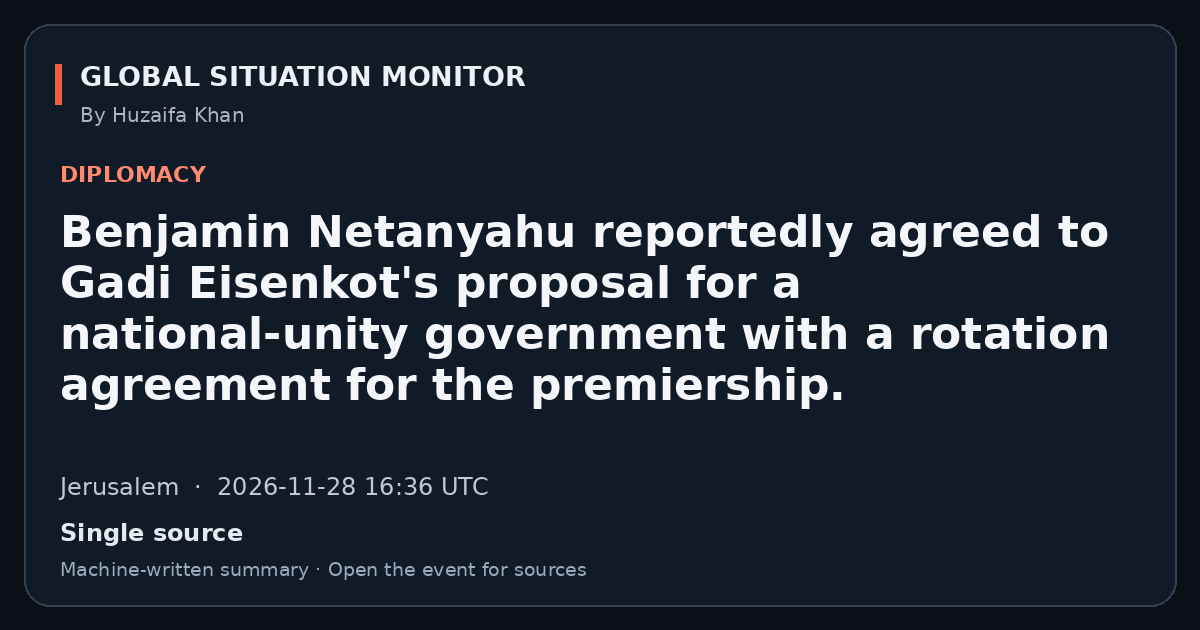 GLOBAL SITUATION MONITOR
By Huzaifa Khan
DIPLOMACY
Benjamin Netanyahu reportedly agreed to
Gadi Eisenkot's proposal for a
national-unity government with a rotation
agreement for the premiership.
Jerusalem · 2026-11-28 16:36 UTC
Single source
Machine-written summary · Open the event for sources